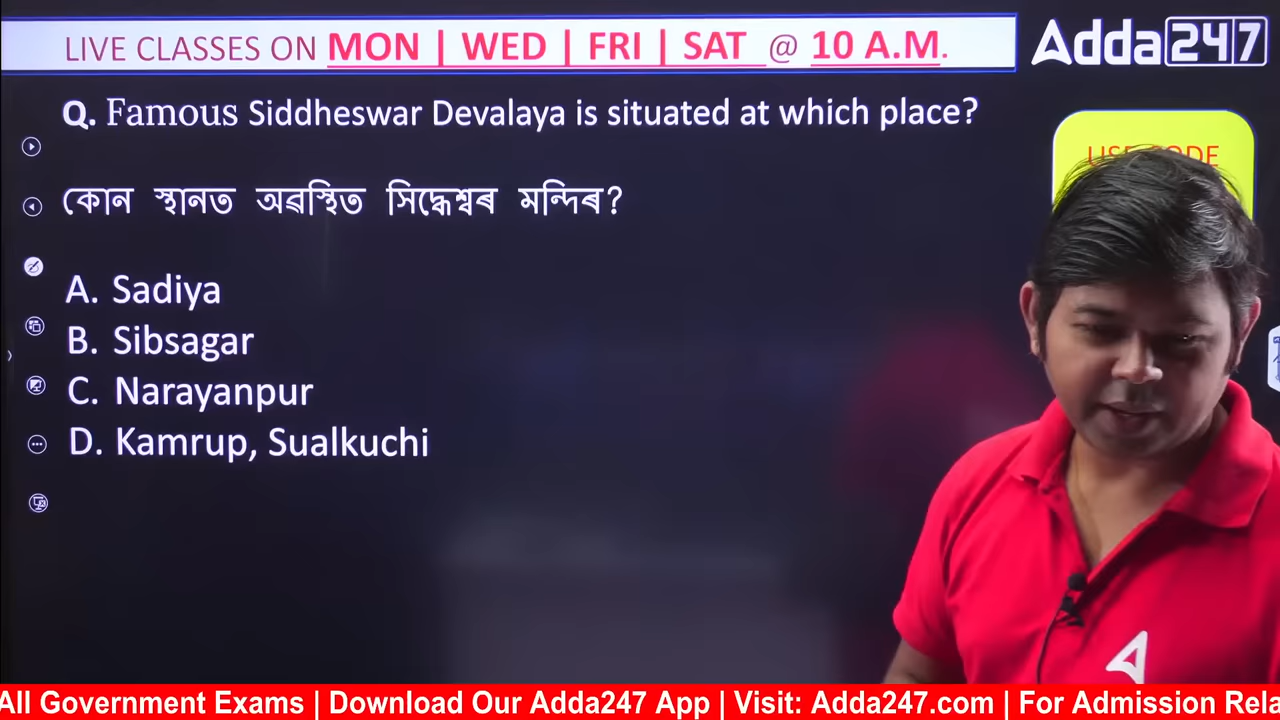 LIVE CLASSES ON MON | WED | FRI | SAT @ 10 A.M.
Adda247
Q. Famous Siddheswar Devalaya is situated at which place?
USE CODE
কোন স্থানত অৱস্থিত সিদ্ধেশ্বৰ মন্দিৰ?
A. Sadiya
B. Sibsagar
C. Narayanpur
D. Kamrup, Sualkuchi
All Government Exams | Download Our Adda247 App | Visit: Adda247.com | For Admission Rela